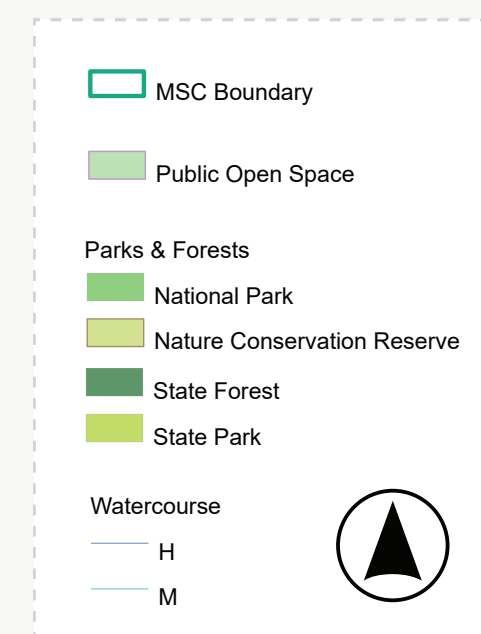 MSC Boundary
Public Open Space
Parks & Forests
National Park
Nature Conservation Reserve
State Forest
State Park
Watercourse
H
M